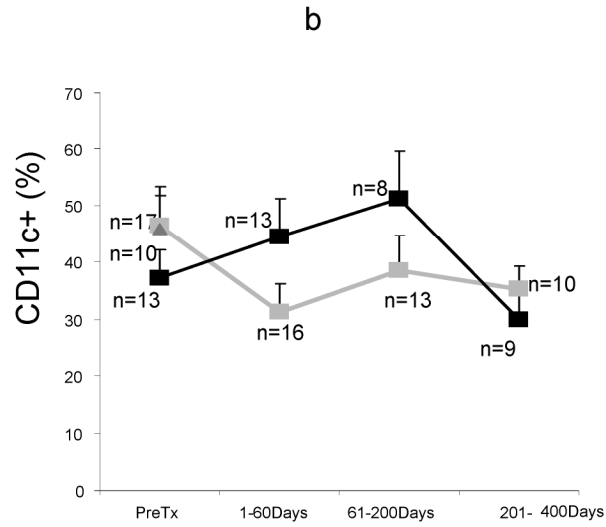 b
CD11c+ (%)
70
60
50
40
30
20
10
0
n=17
n=10
n=13
n=13
n=16
n=8
n=13
n=10
n=9
PreTx
1-60Days
61-200Days
201- 400Days